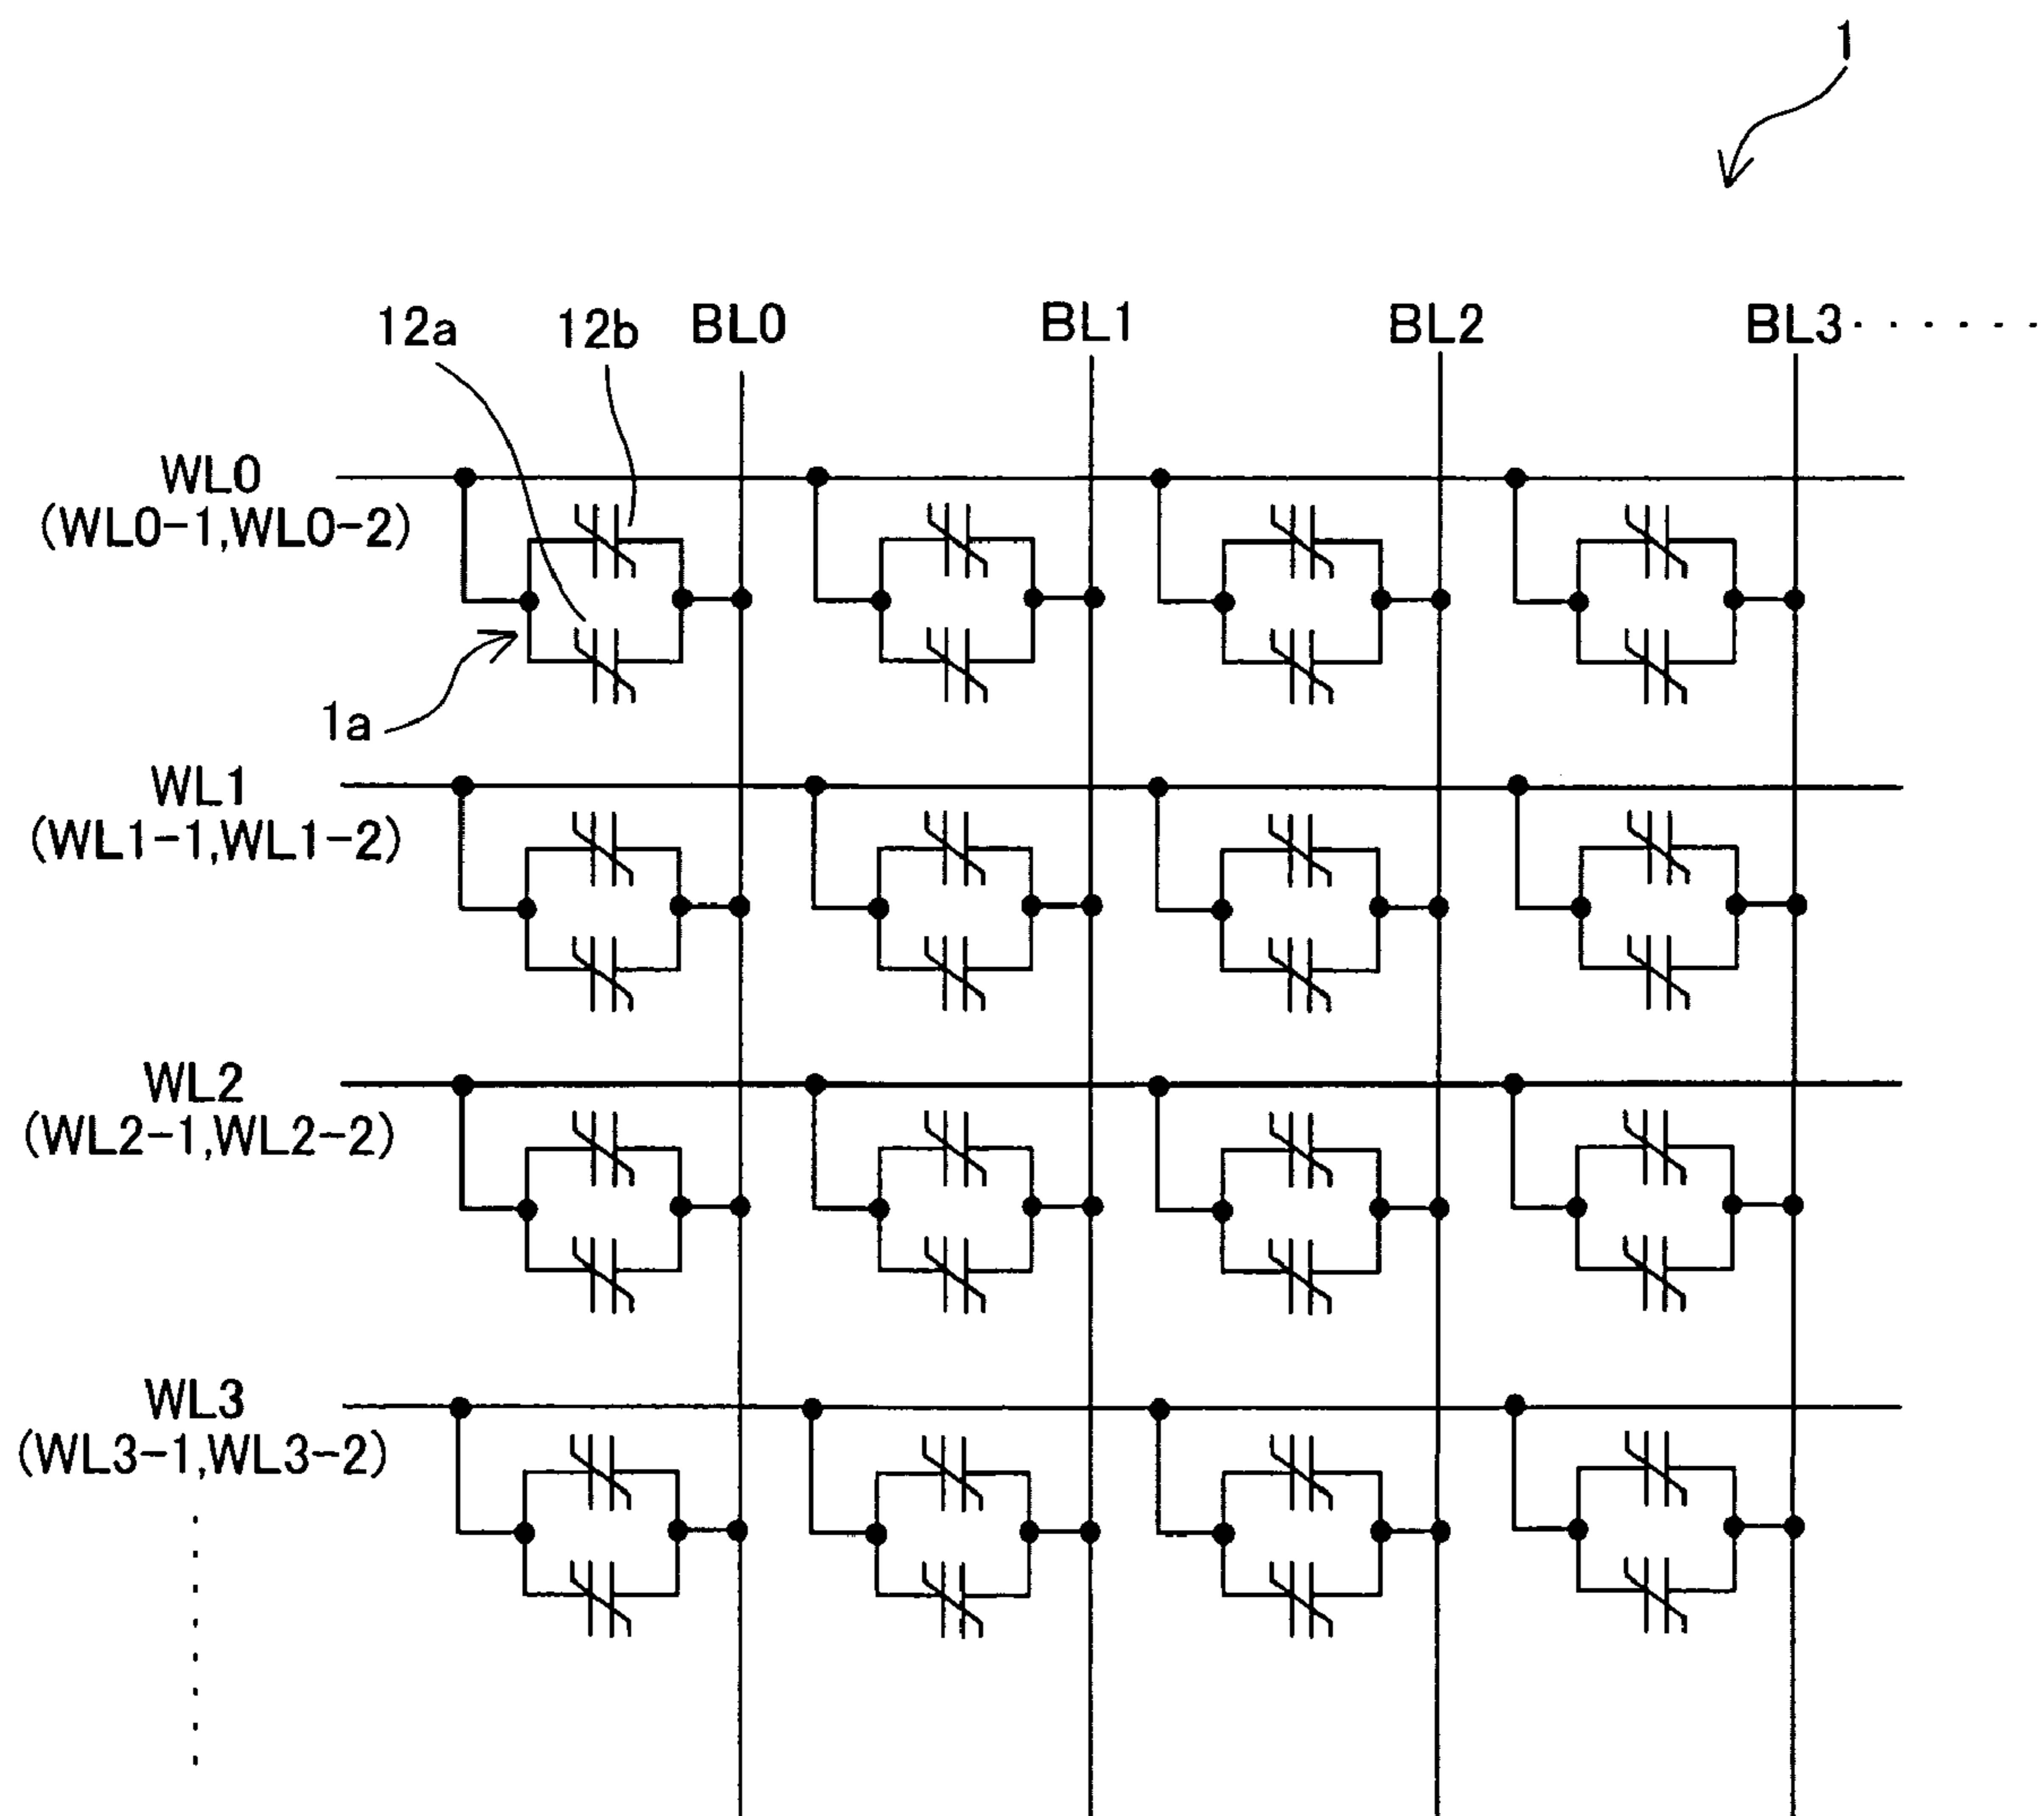 1
12a 12b BL0 BL1 BL2 BL3 · · · · · ·
WL0
(WL0-1,WL0-2)
1a
WL1
(WL1-1,WL1-2)
WL2
(WL2-1,WL2-2)
WL3
(WL3-1,WL3-2)